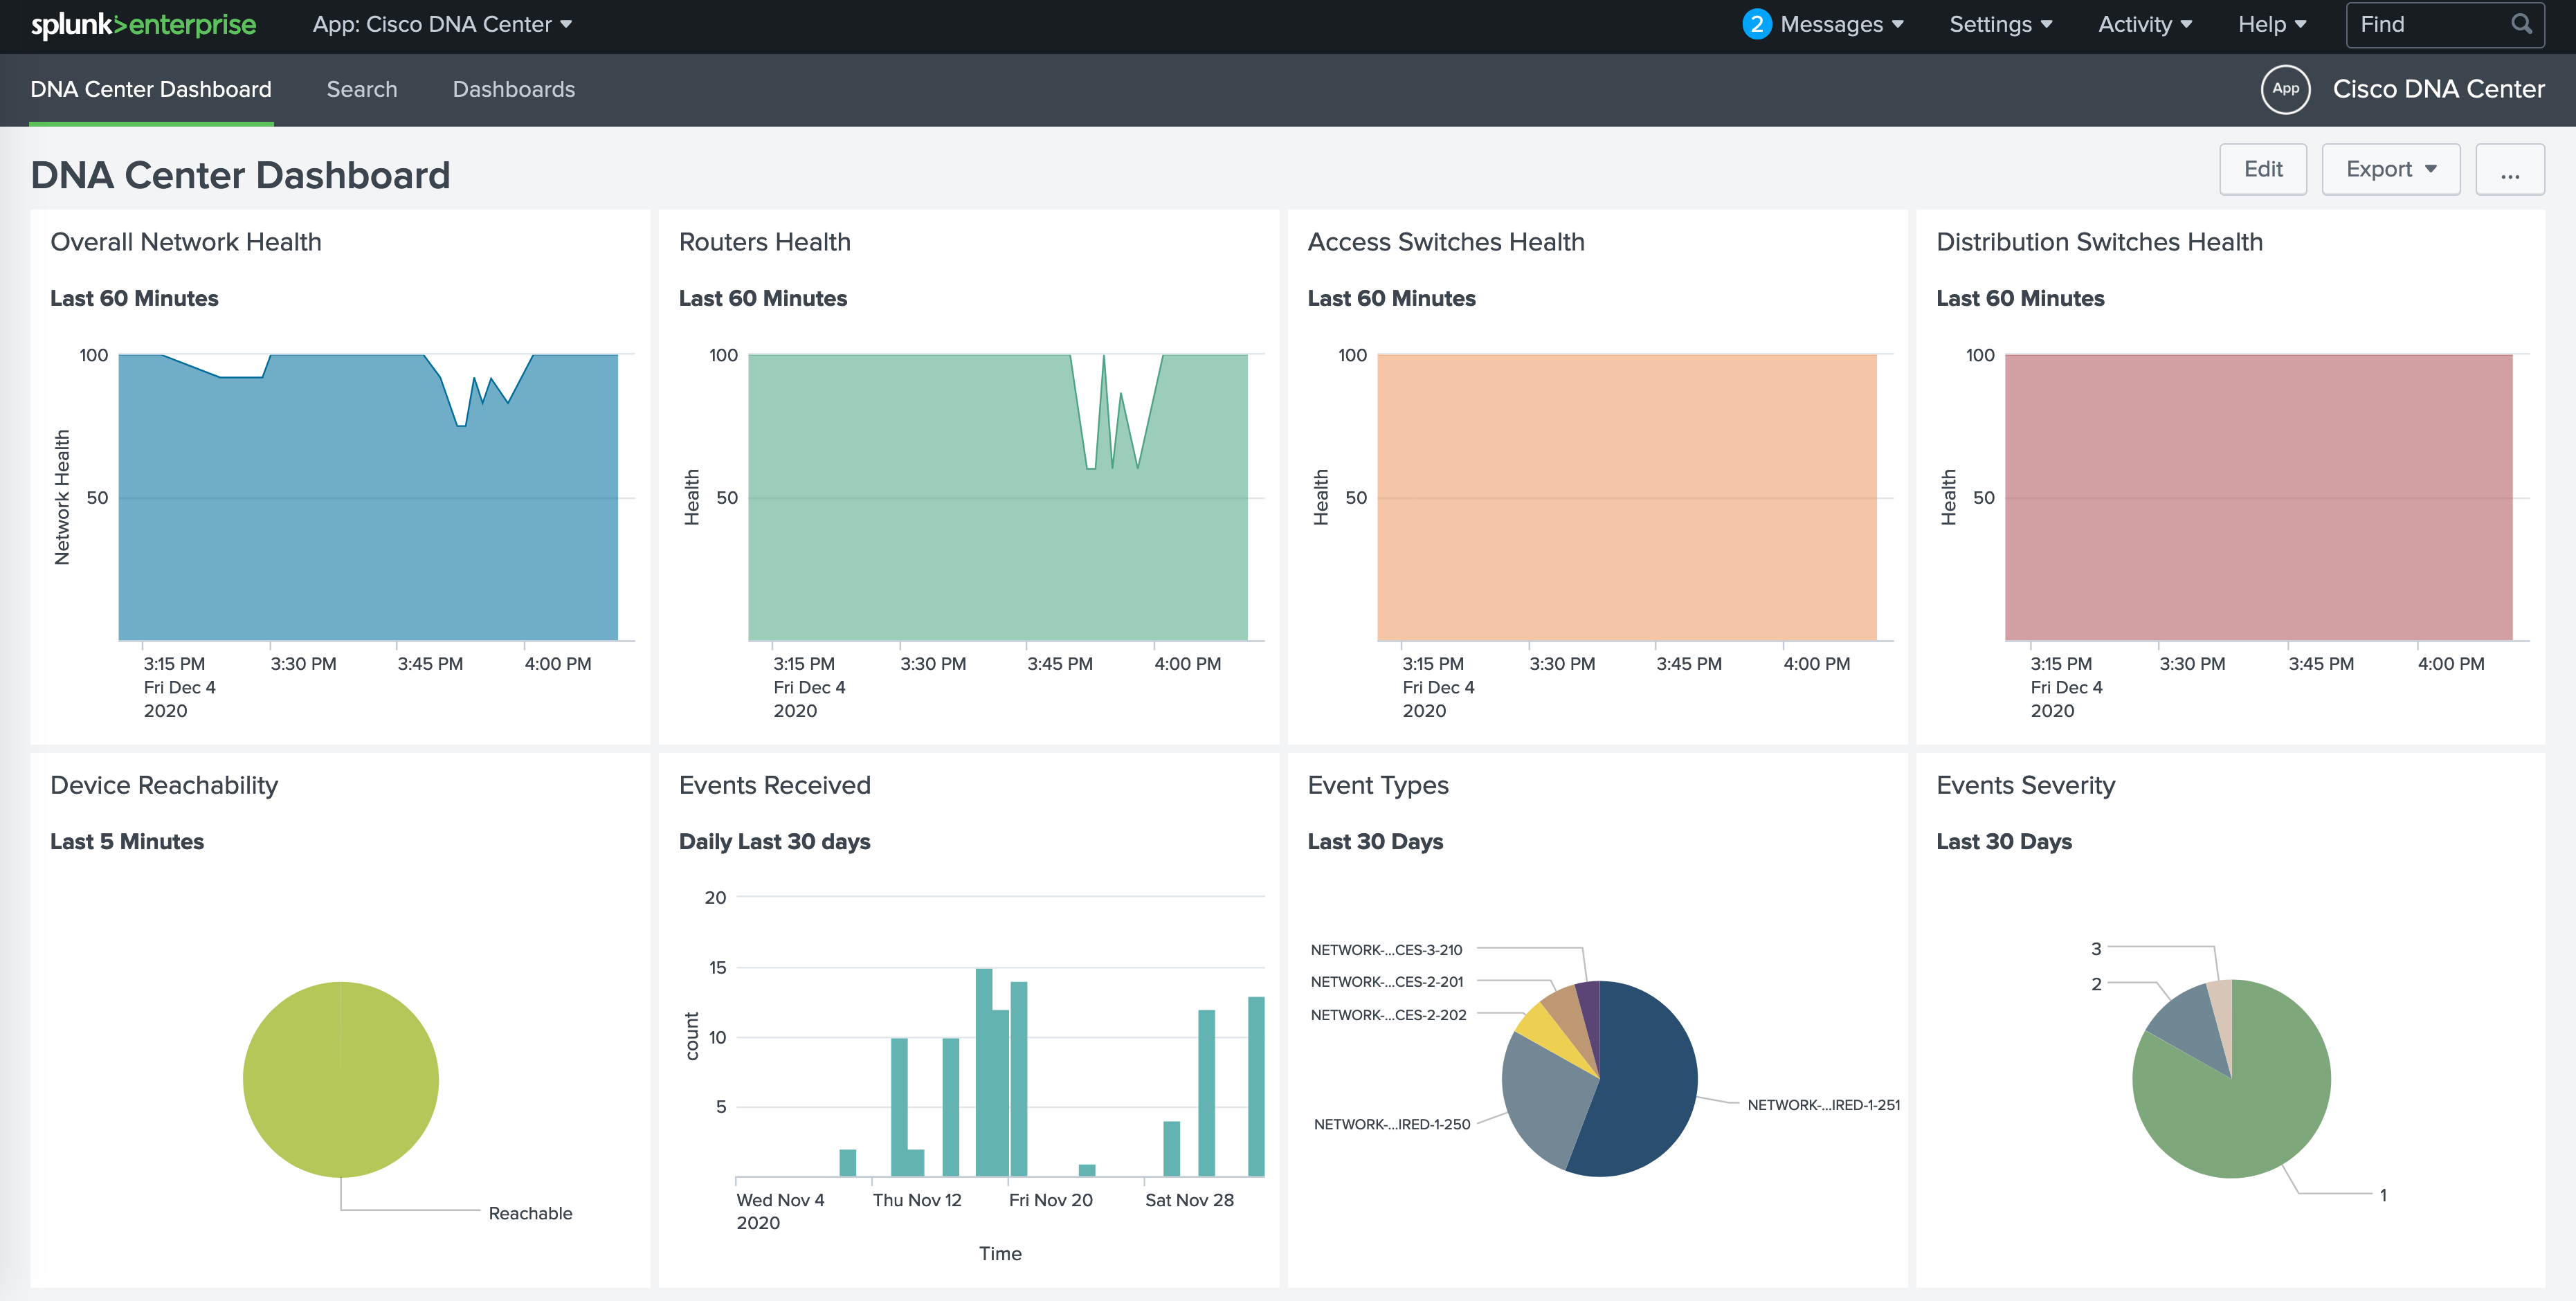 splunk>enterprise App: Cisco DNA Center 2 Messages Settings Activity Help Find
DNA Center Dashboard Search Dashboards App Cisco DNA Center
DNA Center Dashboard Edit Export ...
Overall Network Health
Last 60 Minutes
100
50
Network Health
3:15 PM 3:30 PM 3:45 PM 4:00 PM
Fri Dec 4
2020
Routers Health
Last 60 Minutes
100
50
Health
3:15 PM 3:30 PM 3:45 PM 4:00 PM
Fri Dec 4
2020
Access Switches Health
Last 60 Minutes
100
50
Health
3:15 PM 3:30 PM 3:45 PM 4:00 PM
Fri Dec 4
2020
Distribution Switches Health
Last 60 Minutes
100
50
Health
3:15 PM 3:30 PM 3:45 PM 4:00 PM
Fri Dec 4
2020
Device Reachability
Last 5 Minutes
Reachable
Events Received
Daily Last 30 days
20
15
10
5
count
Wed Nov 4 Thu Nov 12 Fri Nov 20 Sat Nov 28
2020
Time
Event Types
Last 30 Days
NETWORK-...CES-3-210
NETWORK-...CES-2-201
NETWORK-...CES-2-202
NETWORK-...IRED-1-251
NETWORK-...IRED-1-250
Events Severity
Last 30 Days
3
2
1